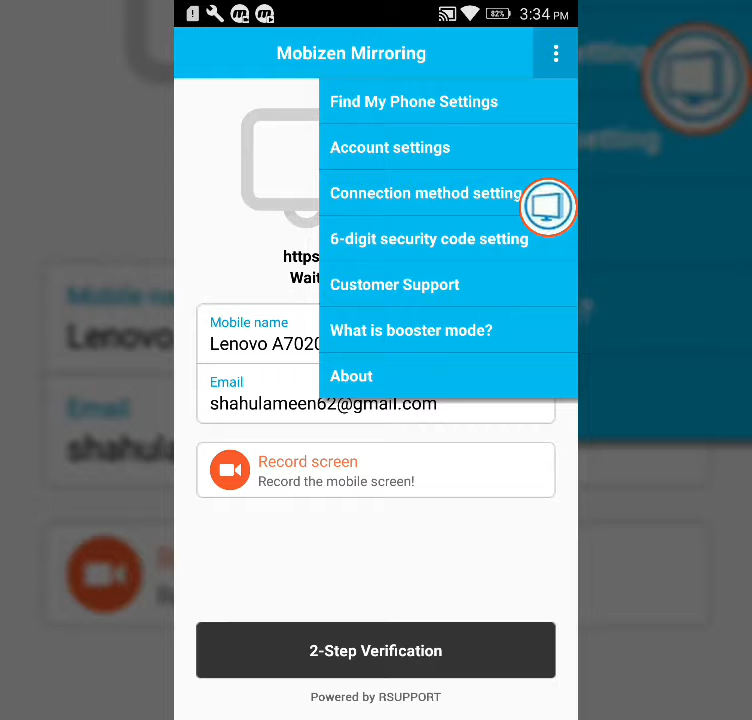 82%
3:34 PM
Mobizen Mirroring
Find My Phone Settings
Account settings
Connection method setting
6-digit security code setting
Customer Support
What is booster mode?
About
https
Wait
Mobile name
Lenovo A7020
Email
shahulameen62@gmail.com
Record screen
Record the mobile screen!
2-Step Verification
Powered by RSUPPORT